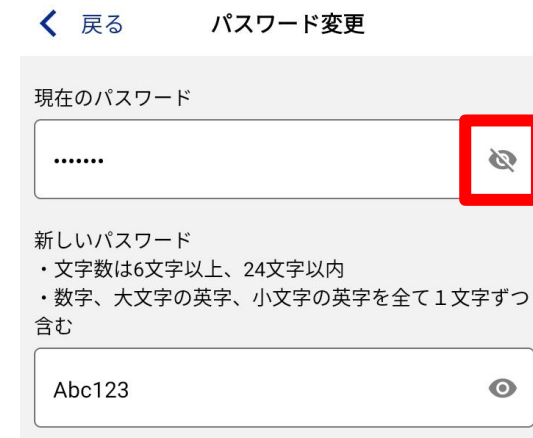 戻る パスワード変更
現在のパスワード
•••••••
新しいパスワード
・文字数は6文字以上、24文字以内
・数字、大文字の英字、小文字の英字を全て１文字ずつ
含む
Abc123